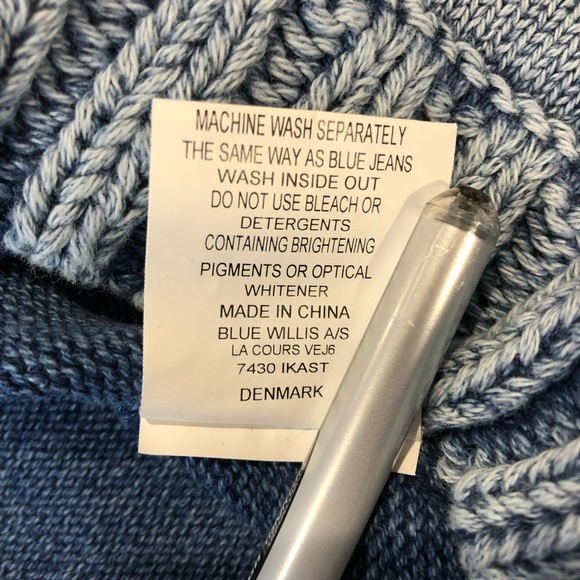 MACHINE WASH SEPARATELY
THE SAME WAY AS BLUE JEANS
WASH INSIDE OUT
DO NOT USE BLEACH OR
DETERGENTS
CONTAINING BRIGHTENING
PIGMENTS OR OPTICAL
WHITENER
MADE IN CHINA
BLUE WILLIS A/S
LA COURS VEJ6
7430 IKAST
DENMARK